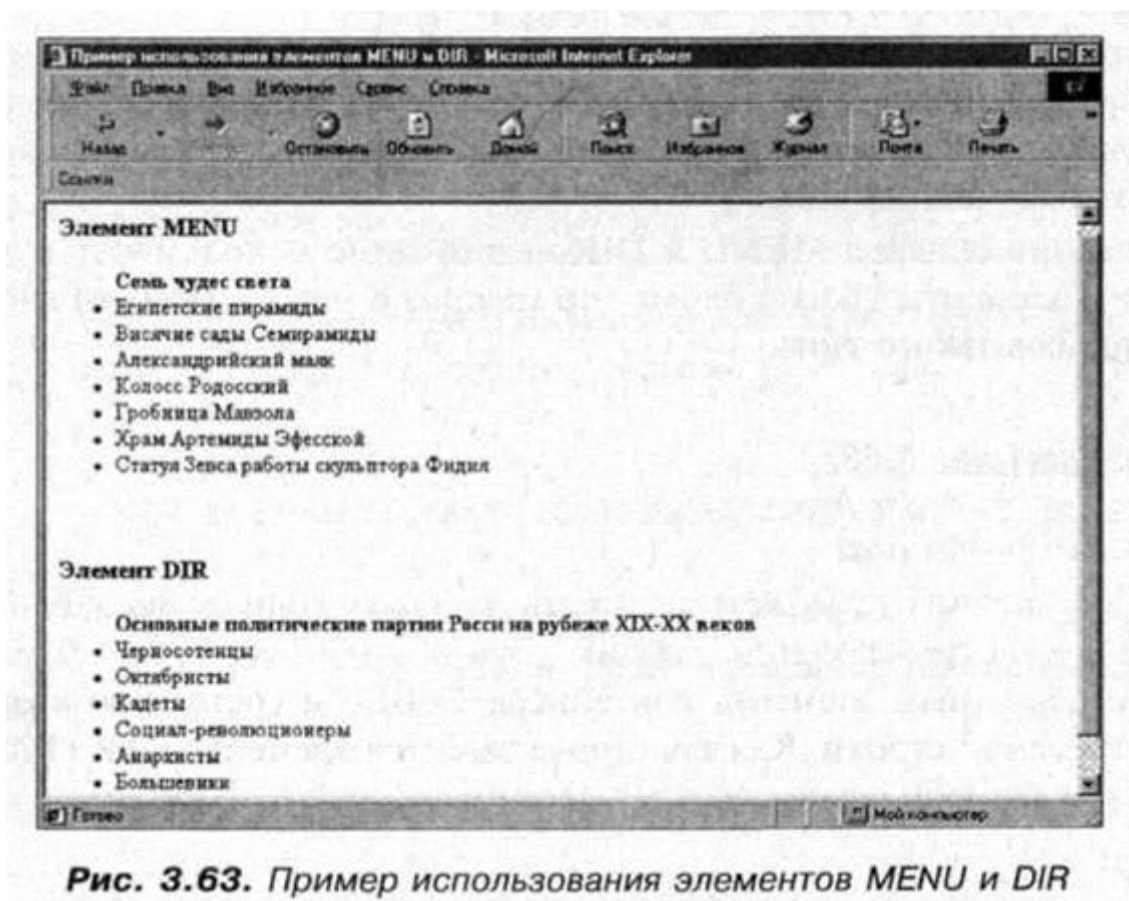 Пример использования элементов MENU и DIR - Microsoft Internet Explorer
Файл Правка Вид Избранное Сервис Справка
Назад Остановить Обновить Домой Поиск Избранное Журнал Почта Печать
Ссылки
Элемент MENU
Семь чудес света
• Египетские пирамиды
• Висячие сады Семирамиды
• Александрийский маяк
• Колосс Родосский
• Гробница Мавзола
• Храм Артемиды Эфесской
• Статуя Зевса работы скульптора Фидия
Элемент DIR
Основные политические партии Росси на рубеже XIX-XX веков
• Черносотенцы
• Октябристы
• Кадеты
• Социал-революционеры
• Анархисты
• Большевики
Готово Мой компьютер
Рис. 3.63. Пример использования элементов MENU и DIR